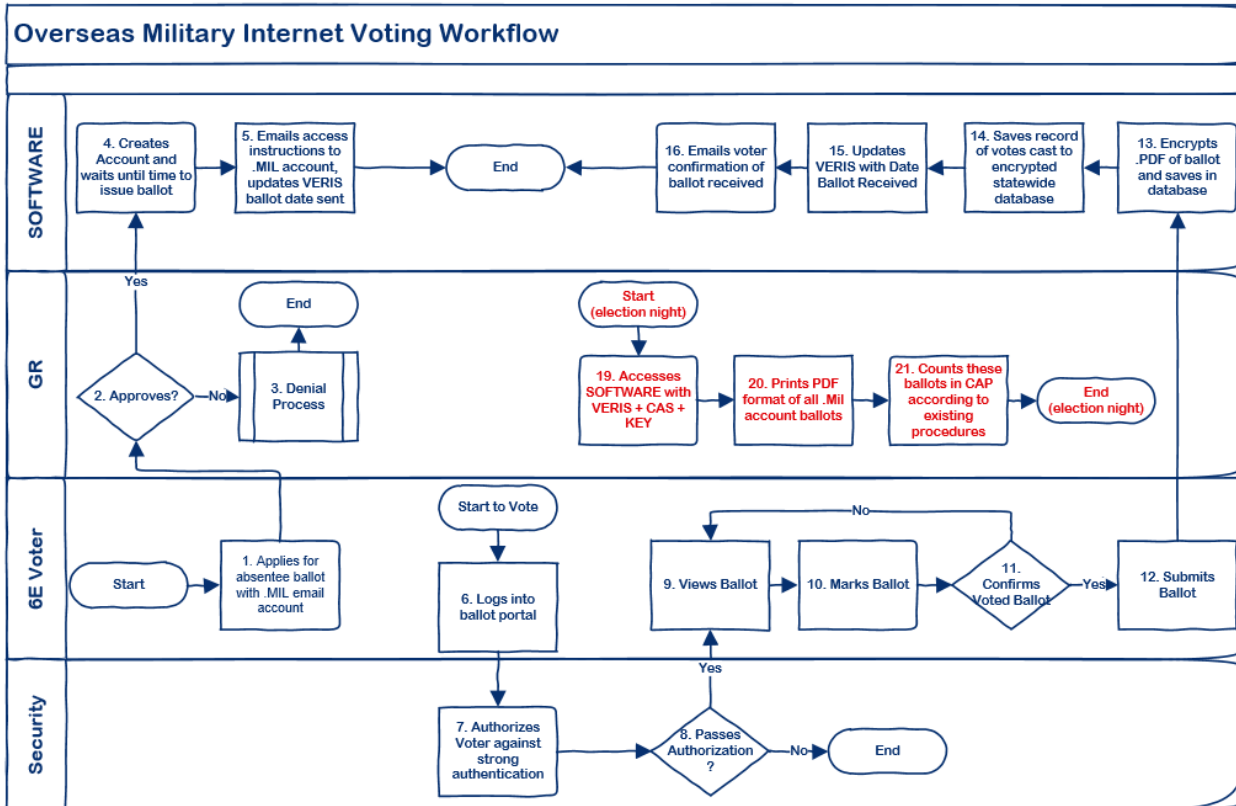 Overseas Military Internet Voting Workflow
SOFTWARE
4. Creates
Account and
waits until time to
issue ballot
5. Emails access
instructions to
.MIL account,
updates VERIS
ballot date sent
End
16. Emails voter
confirmation of
ballot received
15. Updates
VERIS with Date
Ballot Received
14. Saves record
of votes cast to
encrypted
statewide
database
13. Encrypts
.PDF of ballot
and saves in
database
GR
Yes
2. Approves?
No
3. Denial
Process
End
Start
(election night)
19. Accesses
SOFTWARE with
VERIS + CAS +
KEY
20. Prints PDF
format of all .Mil
account ballots
21. Counts these
ballots in CAP
according to
existing
procedures
End
(election night)
6E Voter
Start
1. Applies for
absentee ballot
with .MIL email
account
Start to Vote
6. Logs into
ballot portal
9. Views Ballot
10. Marks Ballot
No
11.
Confirms
Voted Ballot
Yes
12. Submits
Ballot
Security
7. Authorizes
Voter against
strong
authentication
Yes
8. Passes
Authorization
?
No
End